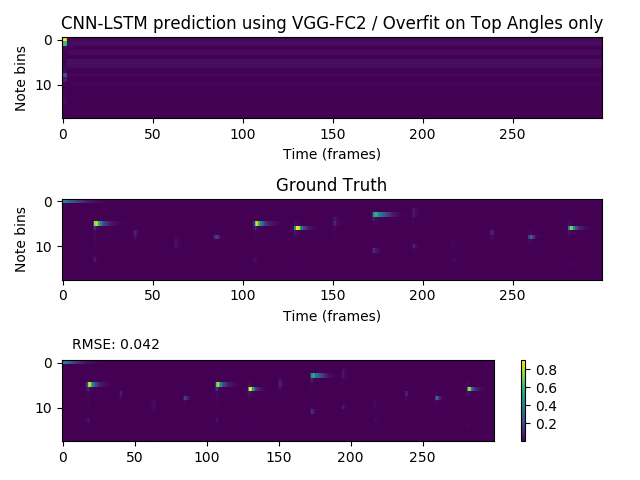 CNN-LSTM prediction using VGG-FC2 / Overfit on Top Angles only
Note bins
0
10
0 50 100 150 200 250
Time (frames)
Ground Truth
Note bins
0
10
0 50 100 150 200 250
Time (frames)
RMSE: 0.042
0
10
0 50 100 150 200 250
0.8
0.6
0.4
0.2